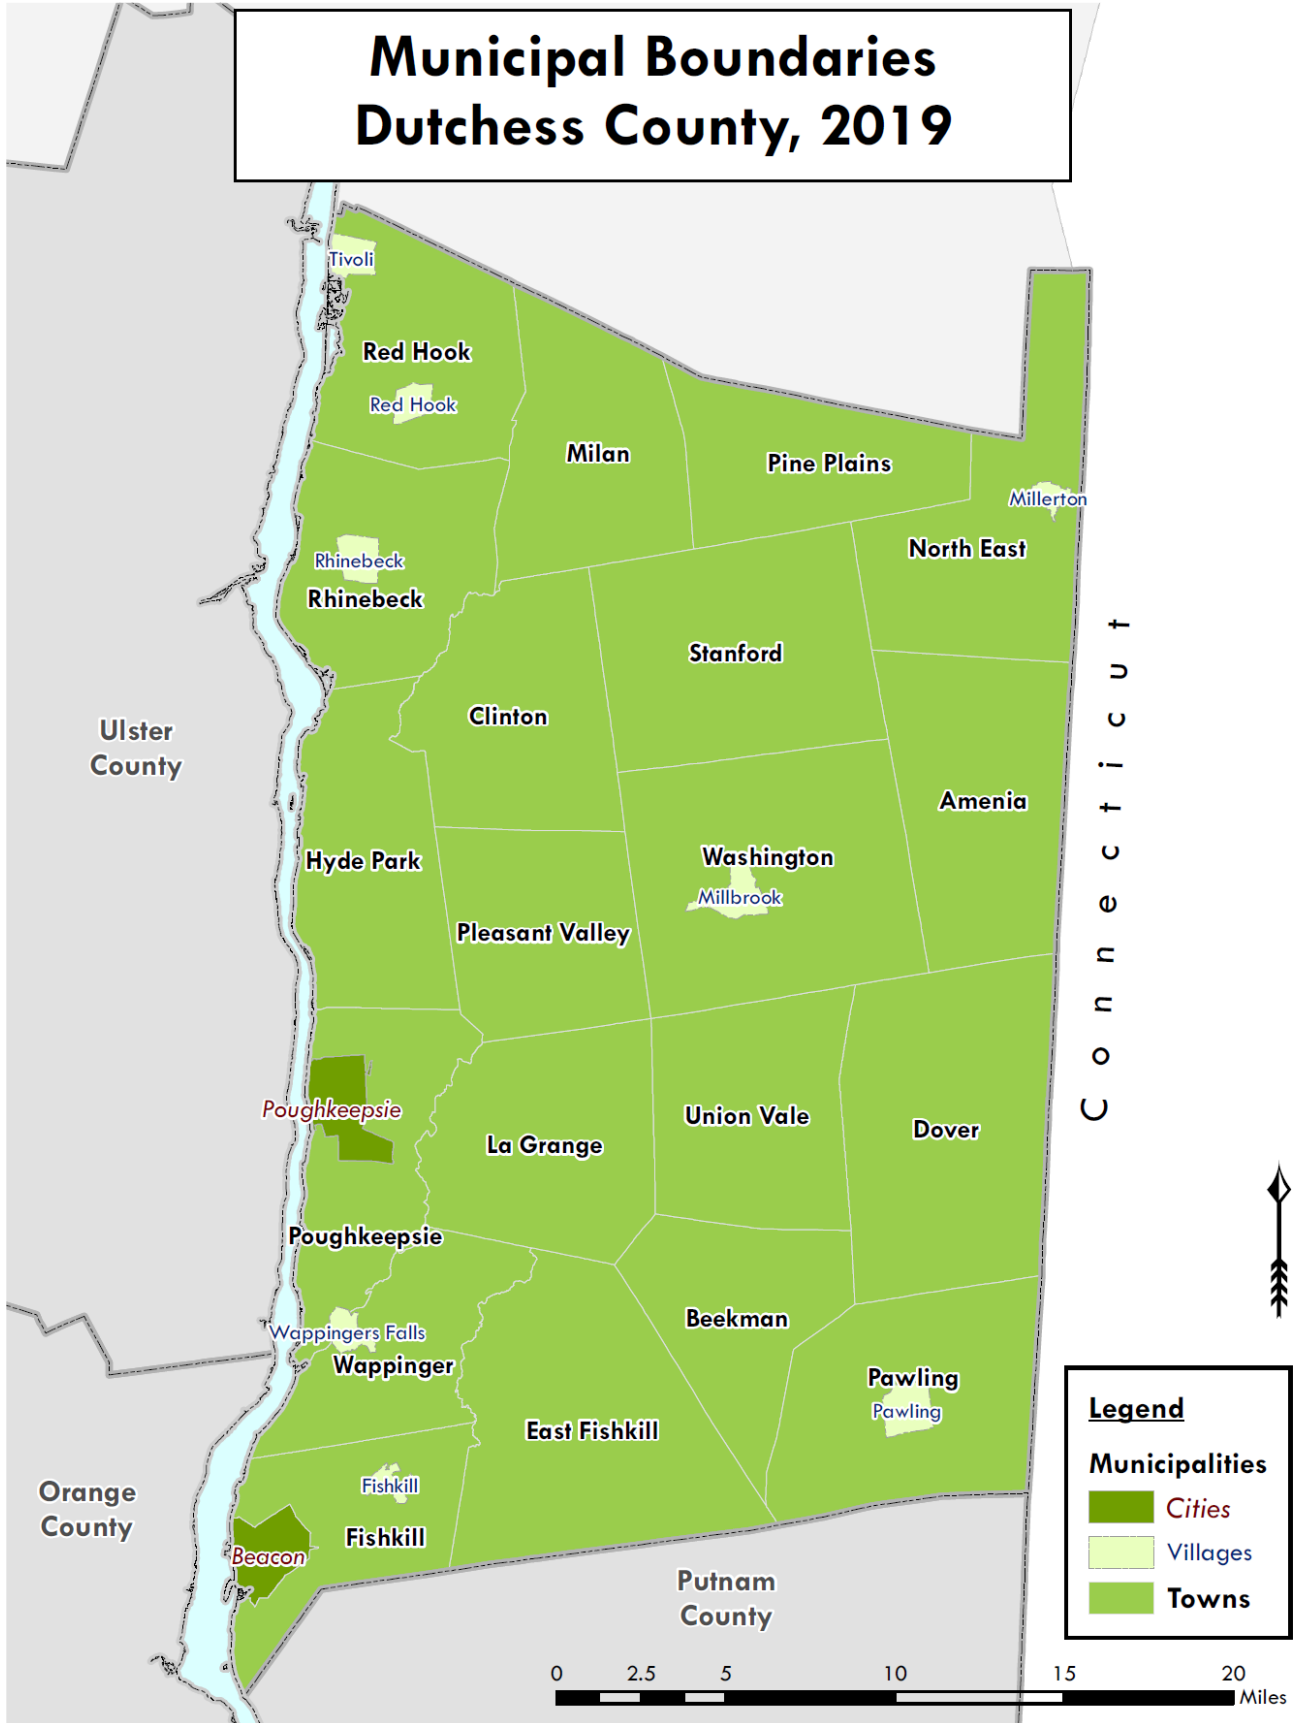 Municipal Boundaries
Dutchess County, 2019
Tivoli
Red Hook
Red Hook
Milan
Pine Plains
Millerton
North East
Rhinebeck
Rhinebeck
Stanford
Clinton
Ulster
County
Connecticut
Amenia
Hyde Park
Washington
Millbrook
Pleasant Valley
Poughkeepsie
Union Vale
Dover
La Grange
Poughkeepsie
Beekman
Wappingers Falls
Wappinger
Pawling
Pawling
East Fishkill
Fishkill
Orange
County
Fishkill
Beacon
Putnam
County
Legend
Municipalities
Cities
Villages
Towns
0 2.5 5 10 15 20
Miles